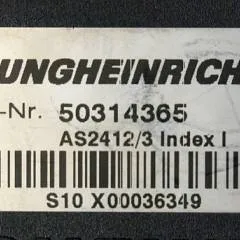 UNGHEINRICH
-Nr. 50314365
AS2412/3 Index I
S10 X00036349